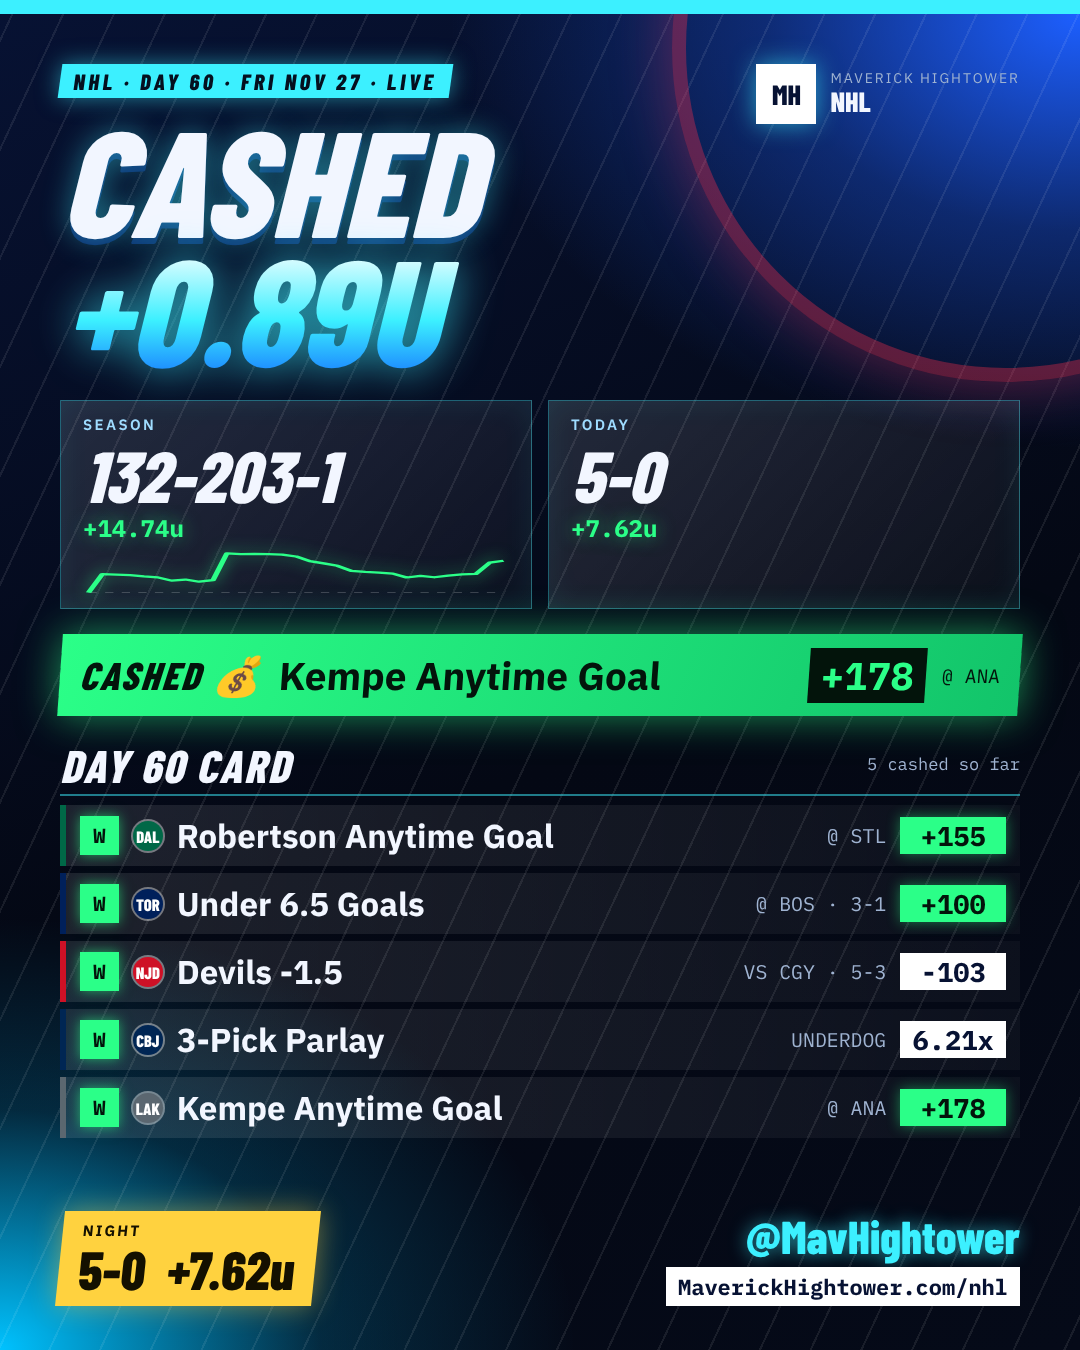 NHL · DAY 60 · FRI NOV 27 · LIVE
MH
MAVERICK HIGHTOWER
NHL
CASHED
+0.89U
SEASON
132-203-1
+14.74u
TODAY
5-0
+7.62u
CASHED 💰 Kempe Anytime Goal +178 @ ANA
DAY 60 CARD
5 cashed so far
W DAL Robertson Anytime Goal @ STL +155
W TOR Under 6.5 Goals @ BOS · 3-1 +100
W NJD Devils -1.5 VS CGY · 5-3 -103
W CBJ 3-Pick Parlay UNDERDOG 6.21x
W LAK Kempe Anytime Goal @ ANA +178
NIGHT
5-0 +7.62u
@MavHightower
MaverickHightower.com/nhl